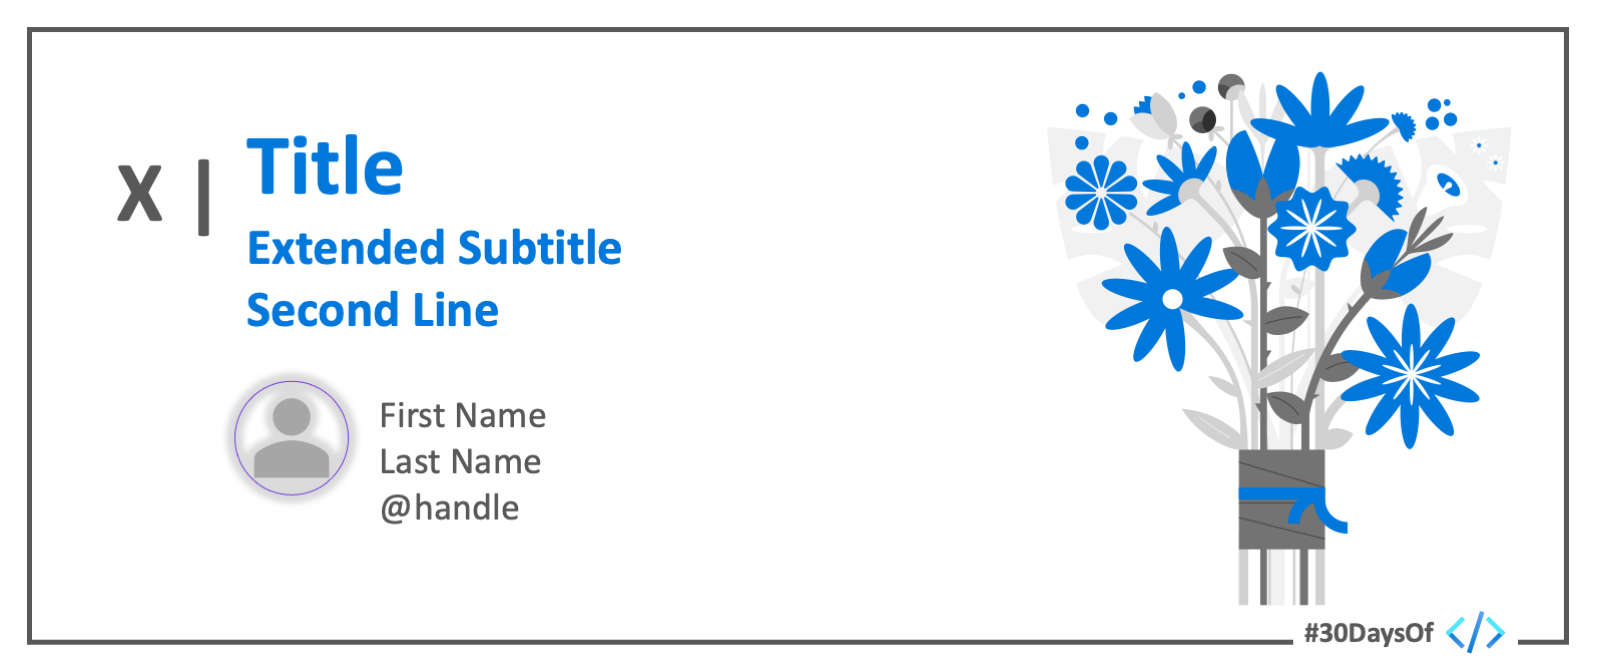 X |
Title
Extended Subtitle
Second Line
First Name
Last Name
@handle
#30DaysOf </>